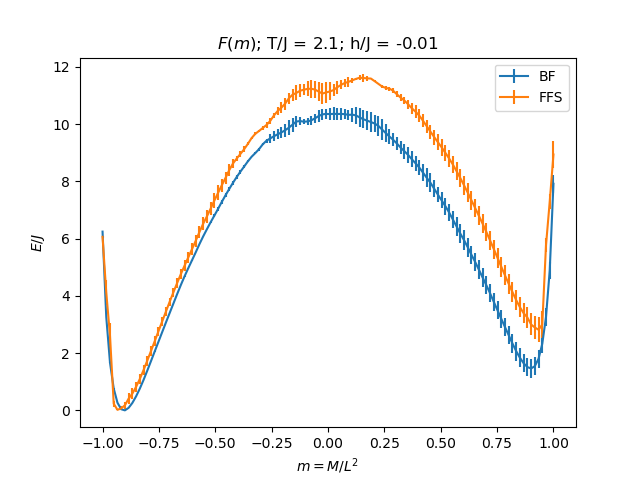 F(m); T/J = 2.1; h/J = -0.01
BF
FFS
12
10
8
6
4
2
0
E/J
−1.00 −0.75 −0.50 −0.25 0.00 0.25 0.50 0.75 1.00
m = M/L²